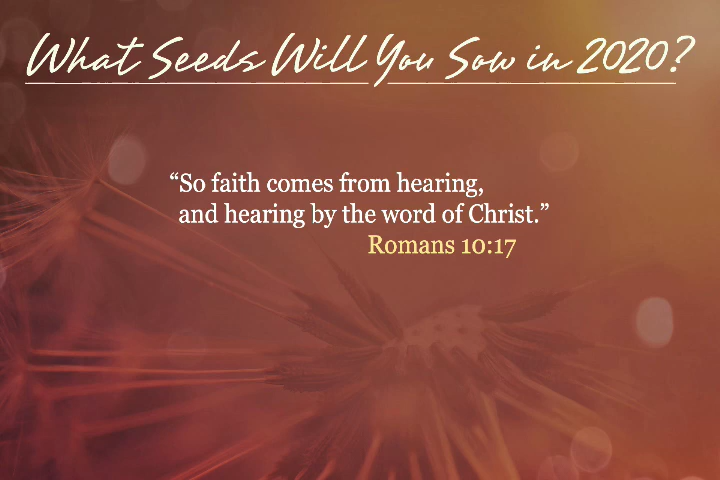 What Seeds Will You Sow in 2020?
“So faith comes from hearing,
and hearing by the word of Christ.”
Romans 10:17